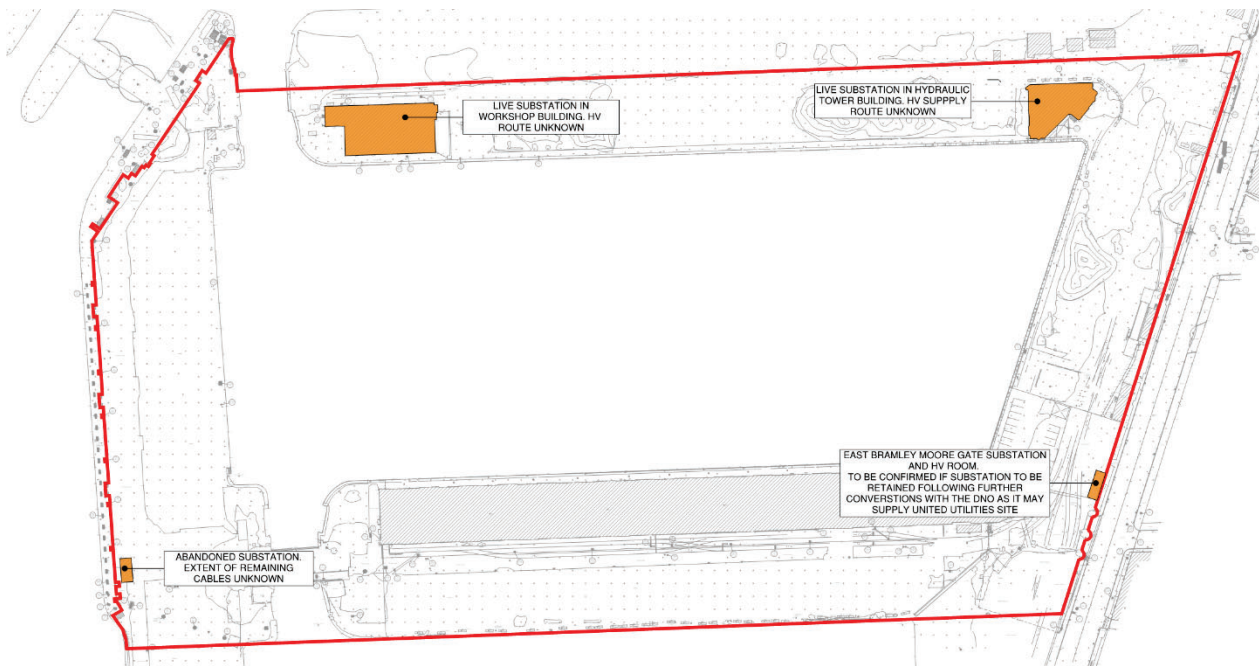 LIVE SUBSTATION IN
WORKSHOP BUILDING. HV
ROUTE UNKNOWN
LIVE SUBSTATION IN HYDRAULIC
TOWER BUILDING. HV SUPPPLY
ROUTE UNKNOWN
EAST BRAMLEY MOORE GATE SUBSTATION
AND HV ROOM.
TO BE CONFIRMED IF SUBSTATION TO BE
RETAINED FOLLOWING FURTHER
CONVERSTIONS WITH THE DNO AS IT MAY
SUPPLY UNITED UTILITIES SITE
ABANDONED SUBSTATION.
EXTENT OF REMAINING
CABLES UNKNOWN